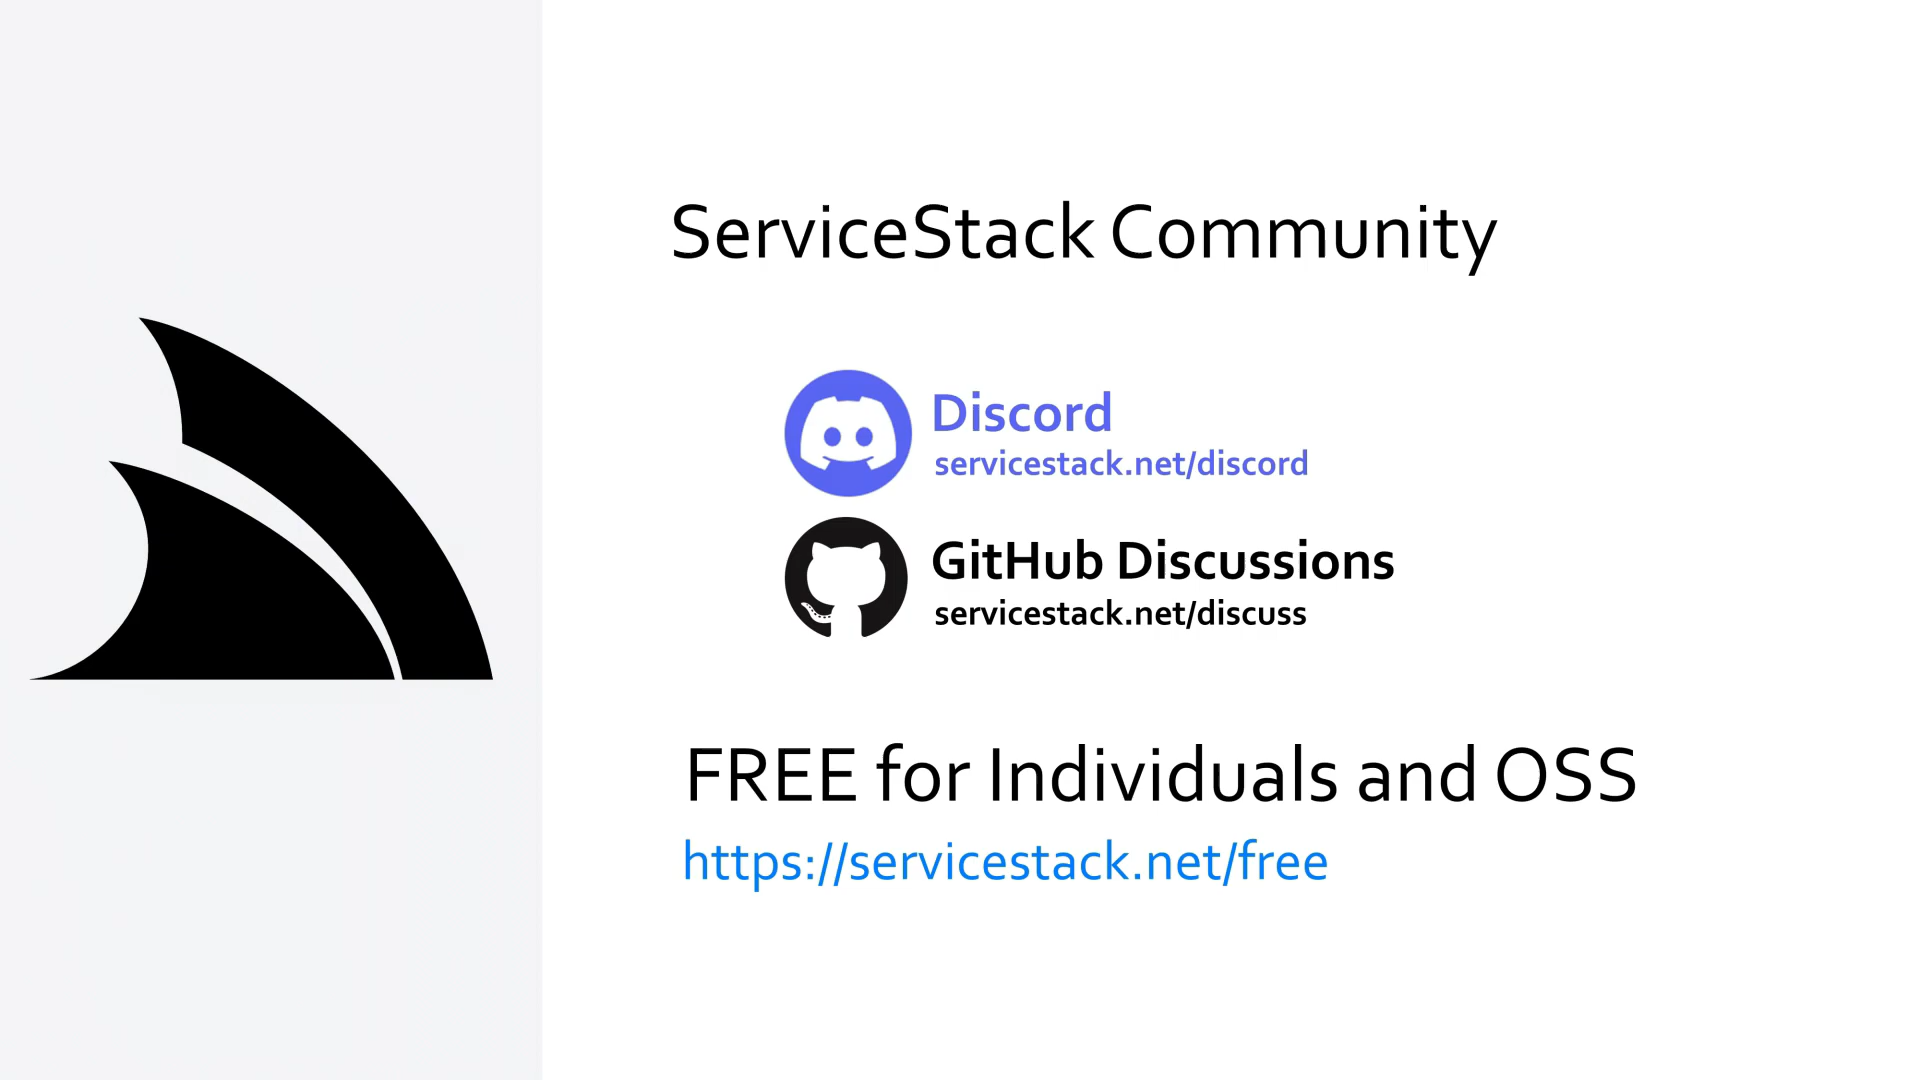 ServiceStack Community
Discord
servicestack.net/discord
GitHub Discussions
servicestack.net/discuss
FREE for Individuals and OSS
https://servicestack.net/free